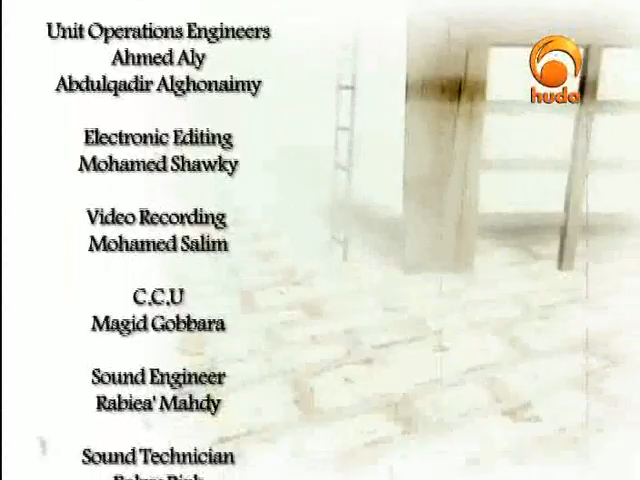 Unit Operations Engineers
Ahmed Aly
Abdulqadir Alghonaimy
Electronic Editing
Mohamed Shawky
Video Recording
Mohamed Salim
C.C.U
Magid Gobbara
Sound Engineer
Rabiea' Mahdy
Sound Technician
huda